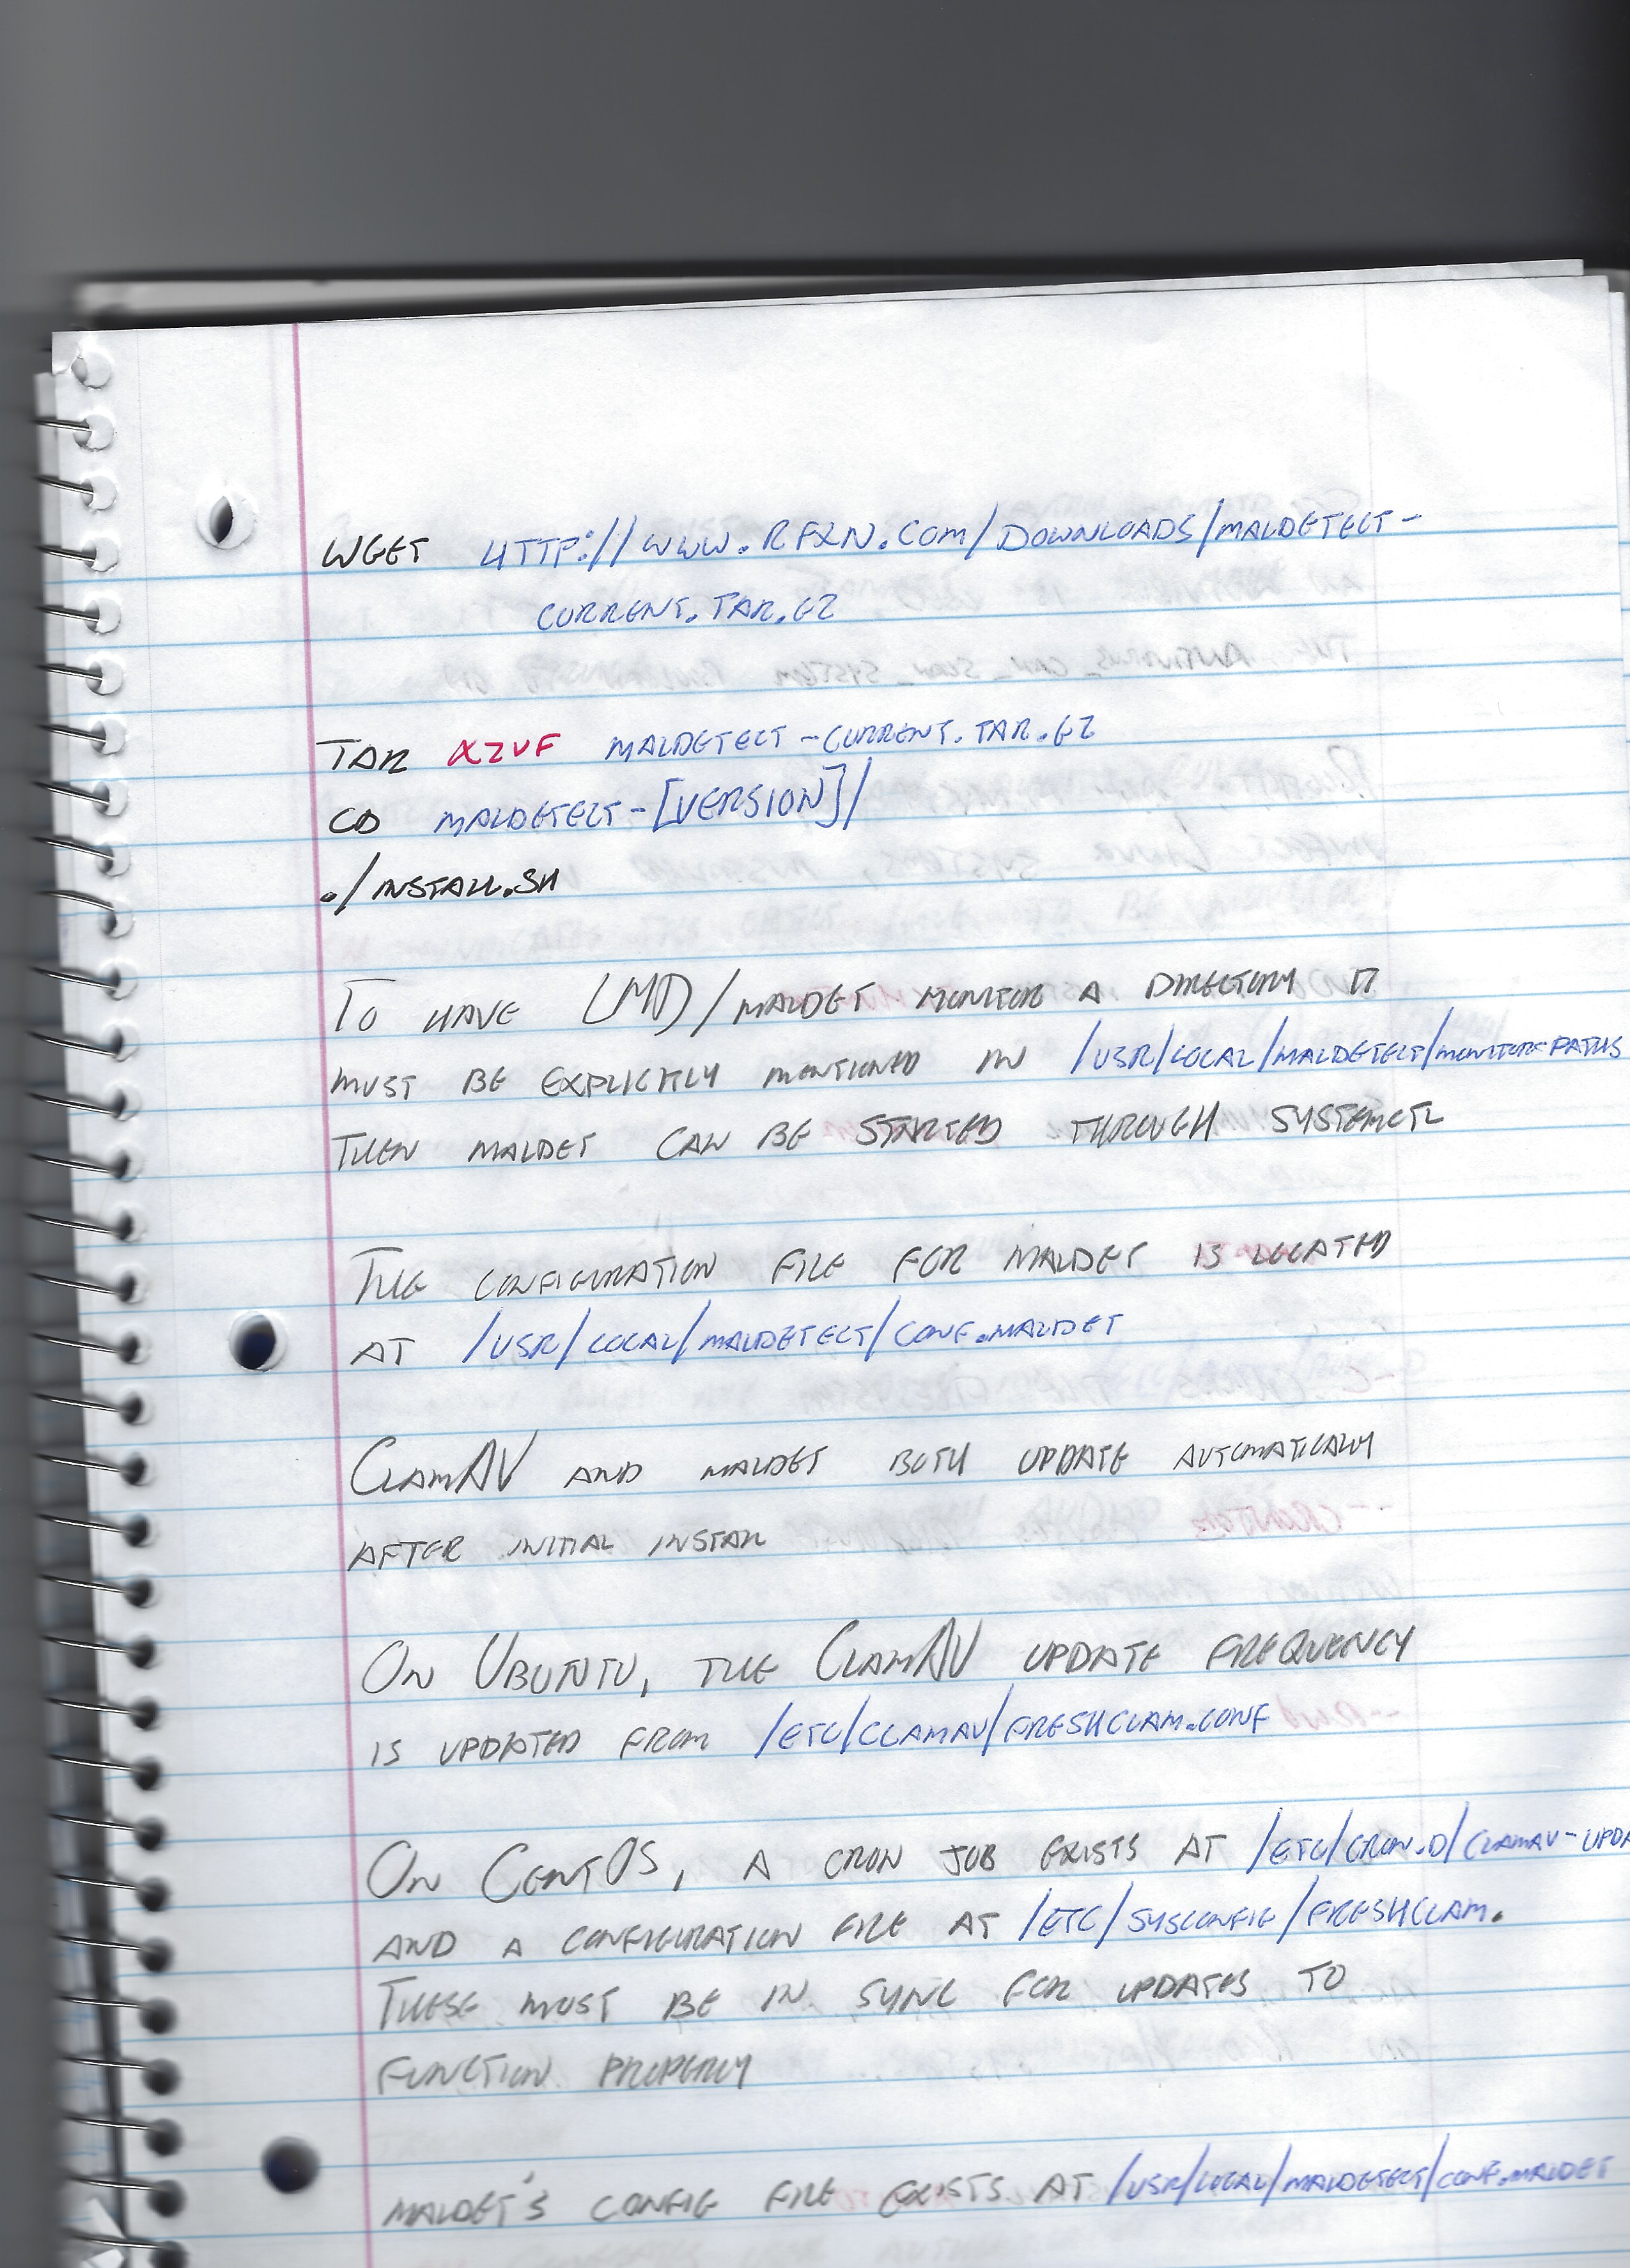 WGET HTTP://WWW.RFXN.COM/DOWNLOADS/MALDETECT-
CURRENT.TAR.GZ
TAR XZVF MALDETECT-CURRENT.TAR.GZ
CD MALDETECT-[VERSION]/
./INSTALL.SH
TO HAVE LMD/MALDET MONITOR A DIRECTORY IT
MUST BE EXPLICITLY MENTIONED IN /USR/LOCAL/MALDETECT/MONITOR-PATHS
THEN MALDET CAN BE STARTED THROUGH SYSTEMCTL
THE CONFIGURATION FILE FOR MALDET IS LOCATED
AT /USR/LOCAL/MALDETECT/CONF.MALDET
CLAMAV AND MALDET BOTH UPDATE AUTOMATICALLY
AFTER INITIAL INSTALL
ON UBUNTU, THE CLAMAV UPDATE FREQUENCY
IS UPDATED FROM /ETC/CLAMAV/FRESHCLAM.CONF
ON CENTOS, A CRON JOB EXISTS AT /ETC/CRON.D/CLAMAV-UPDA
AND A CONFIGURATION FILE AT /ETC/SYSCONFIG/FRESHCLAM.
THESE MUST BE IN SYNC FOR UPDATES TO
FUNCTION PROPERLY
MALDET'S CONFIG FILE EXISTS AT /USR/LOCAL/MALDETECT/CONF.MALDET